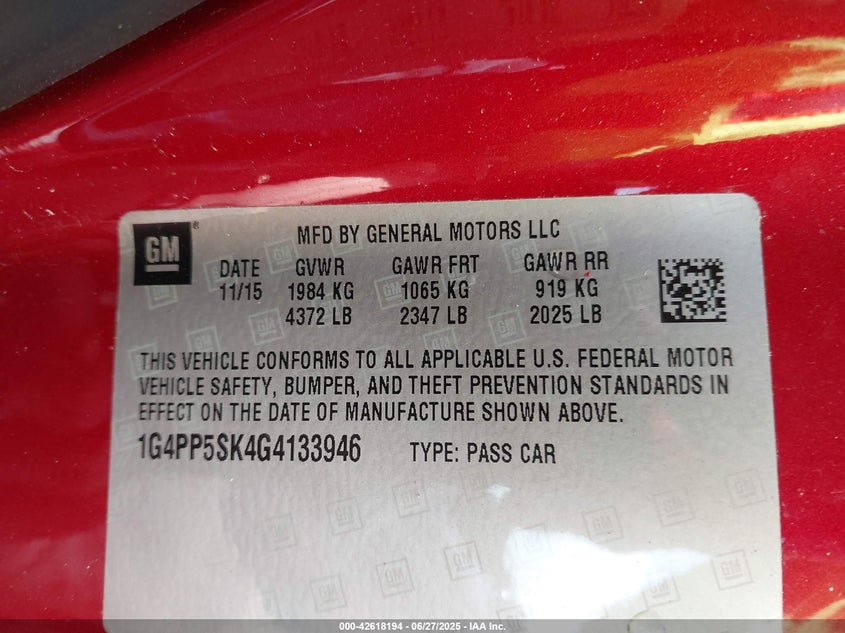 GM®
MFD BY GENERAL MOTORS LLC
DATE GVWR GAWR FRT GAWR RR
11/15 1984 KG 1065 KG 919 KG
4372 LB 2347 LB 2025 LB
THIS VEHICLE CONFORMS TO ALL APPLICABLE U.S. FEDERAL MOTOR
VEHICLE SAFETY, BUMPER, AND THEFT PREVENTION STANDARDS IN
EFFECT ON THE DATE OF MANUFACTURE SHOWN ABOVE.
1G4PP5SK4G4133946 TYPE: PASS CAR
000-42618194 - 06/27/2025 - IAA Inc.